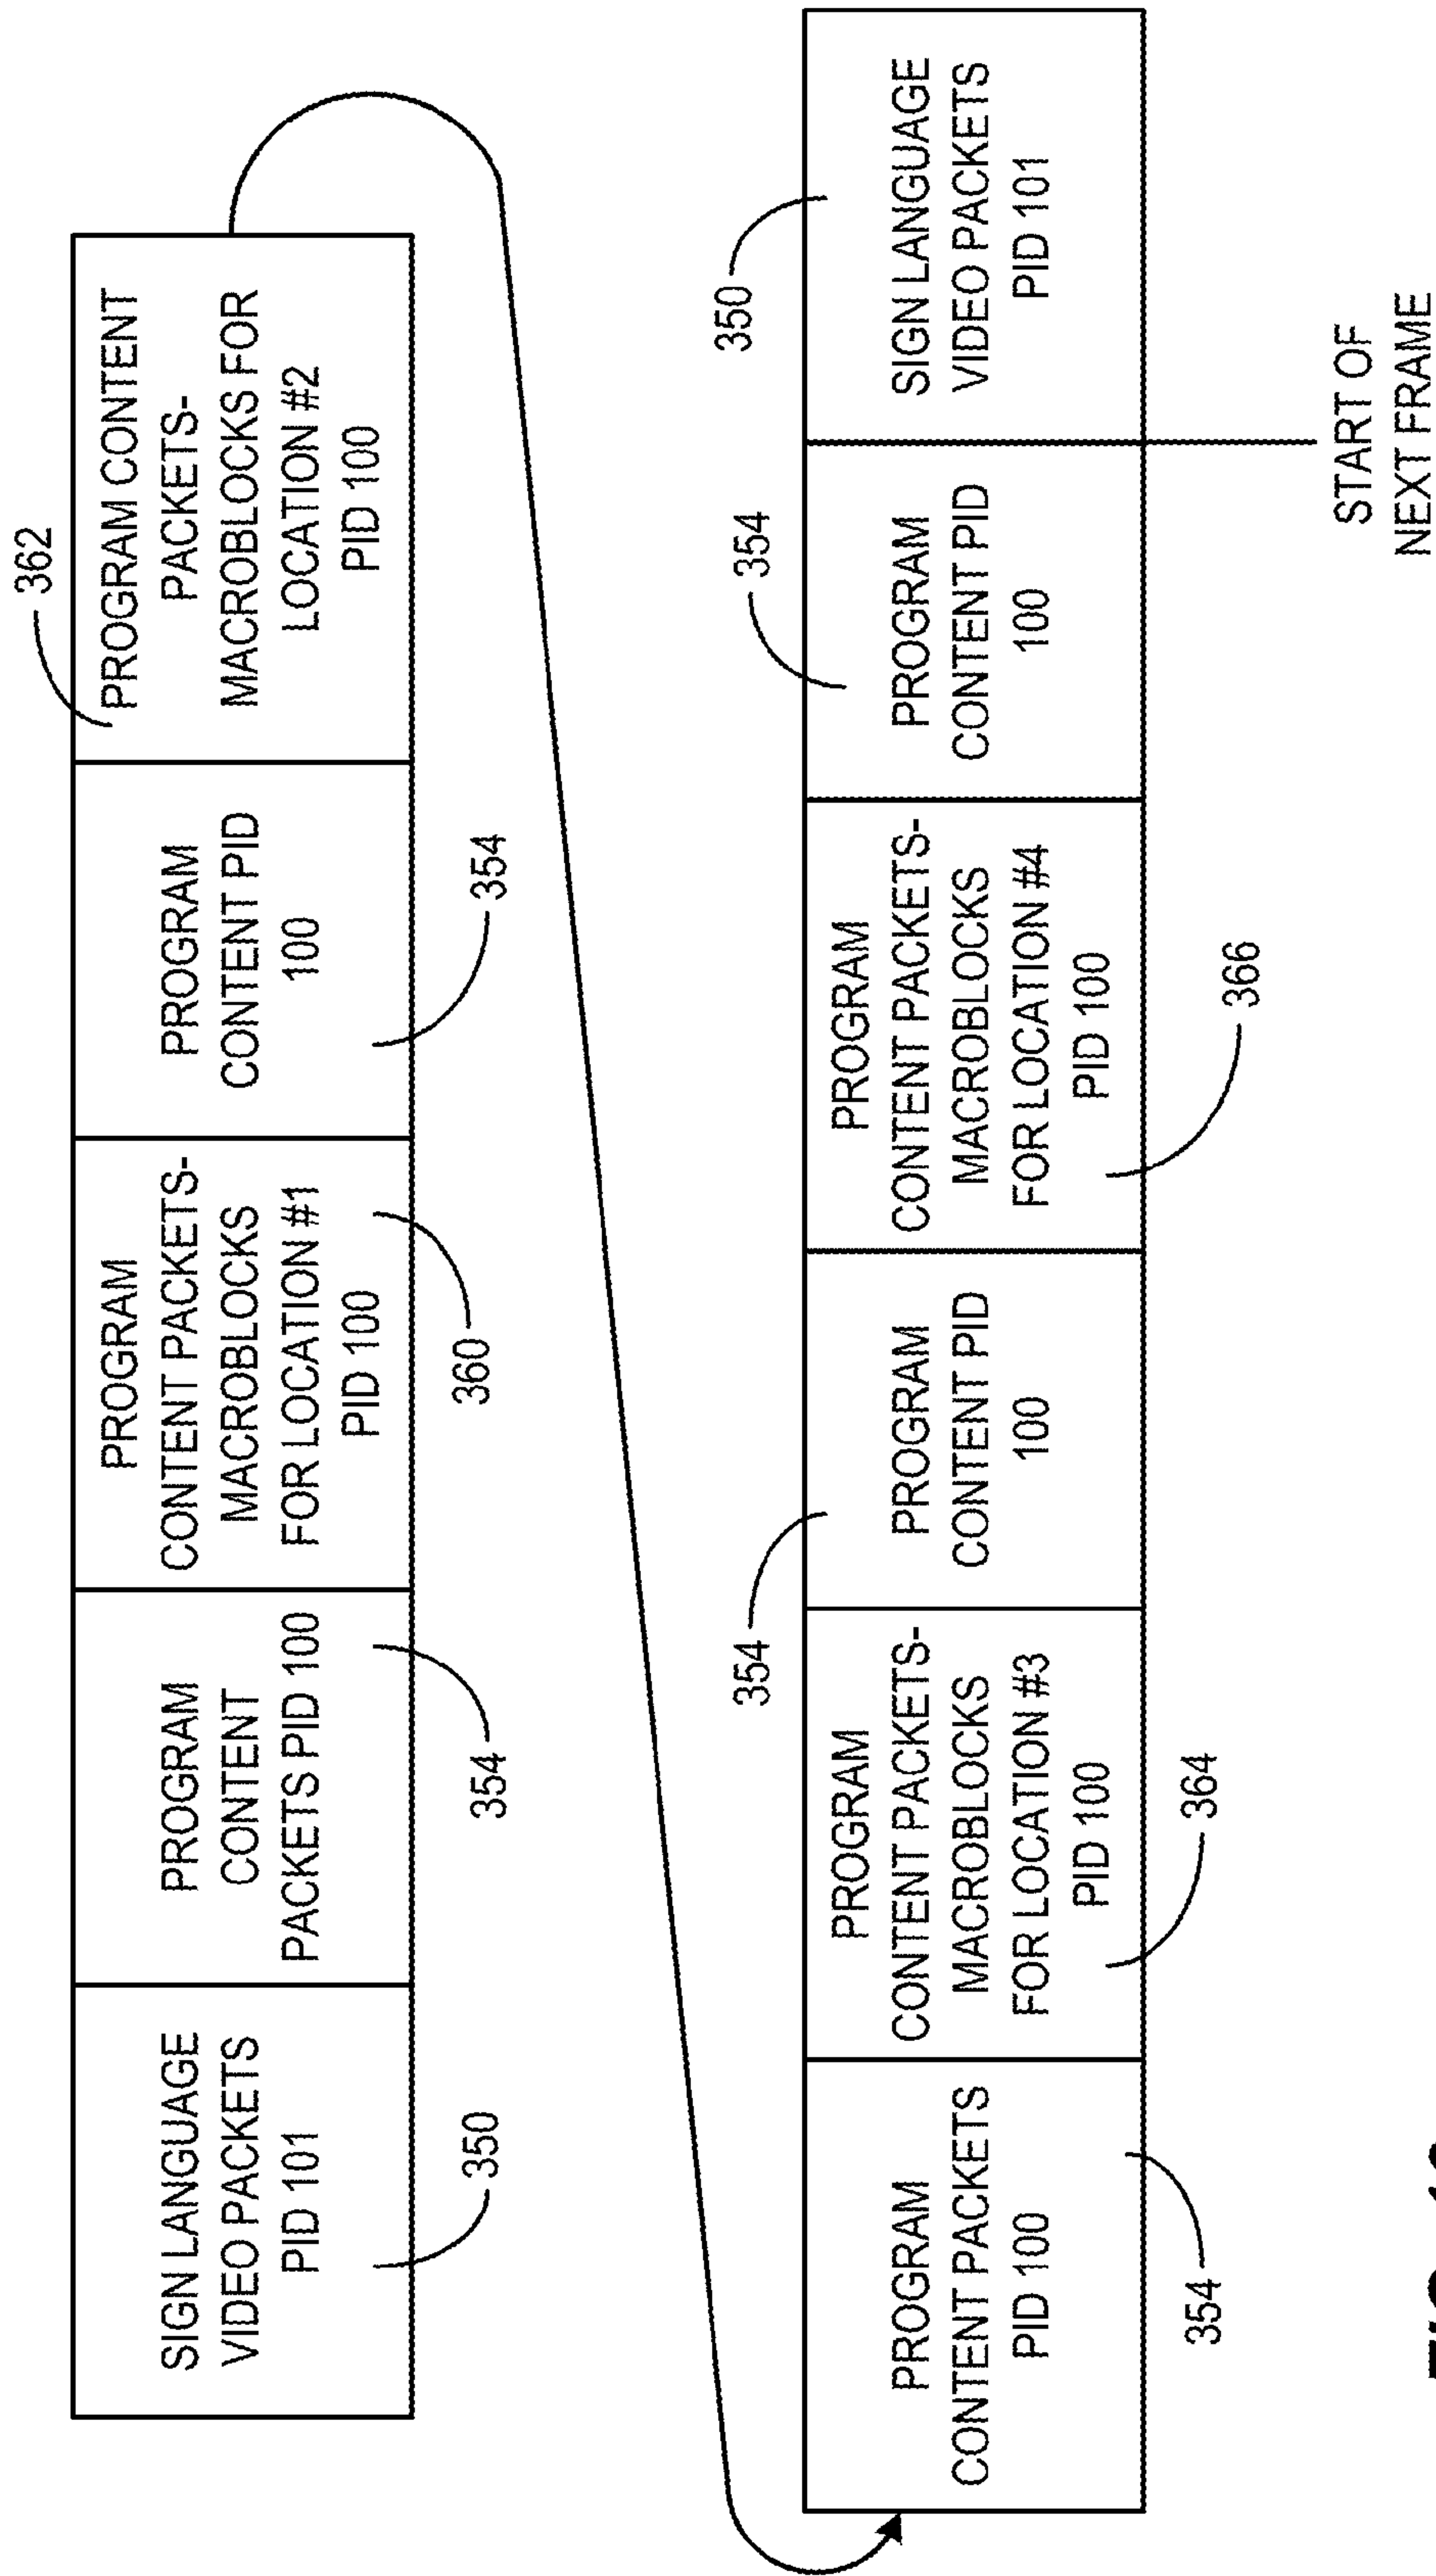 SIGN LANGUAGE
VIDEO PACKETS
PID 101
350
PROGRAM
CONTENT
PACKETS PID 100
354
PROGRAM
CONTENT PACKETS-
MACROBLOCKS
FOR LOCATION #1
PID 100
360
PROGRAM
CONTENT PID
100
354
362
PROGRAM CONTENT
PACKETS-
MACROBLOCKS FOR
LOCATION #2
PID 100
PROGRAM
CONTENT PACKETS
PID 100
354
PROGRAM
CONTENT PACKETS-
MACROBLOCKS
FOR LOCATION #3
PID 100
364
354
PROGRAM
CONTENT PID
100
PROGRAM
CONTENT PACKETS-
MACROBLOCKS
FOR LOCATION #4
PID 100
366
354
PROGRAM
CONTENT PID
100
350
SIGN LANGUAGE
VIDEO PACKETS
PID 101
START OF
NEXT FRAME